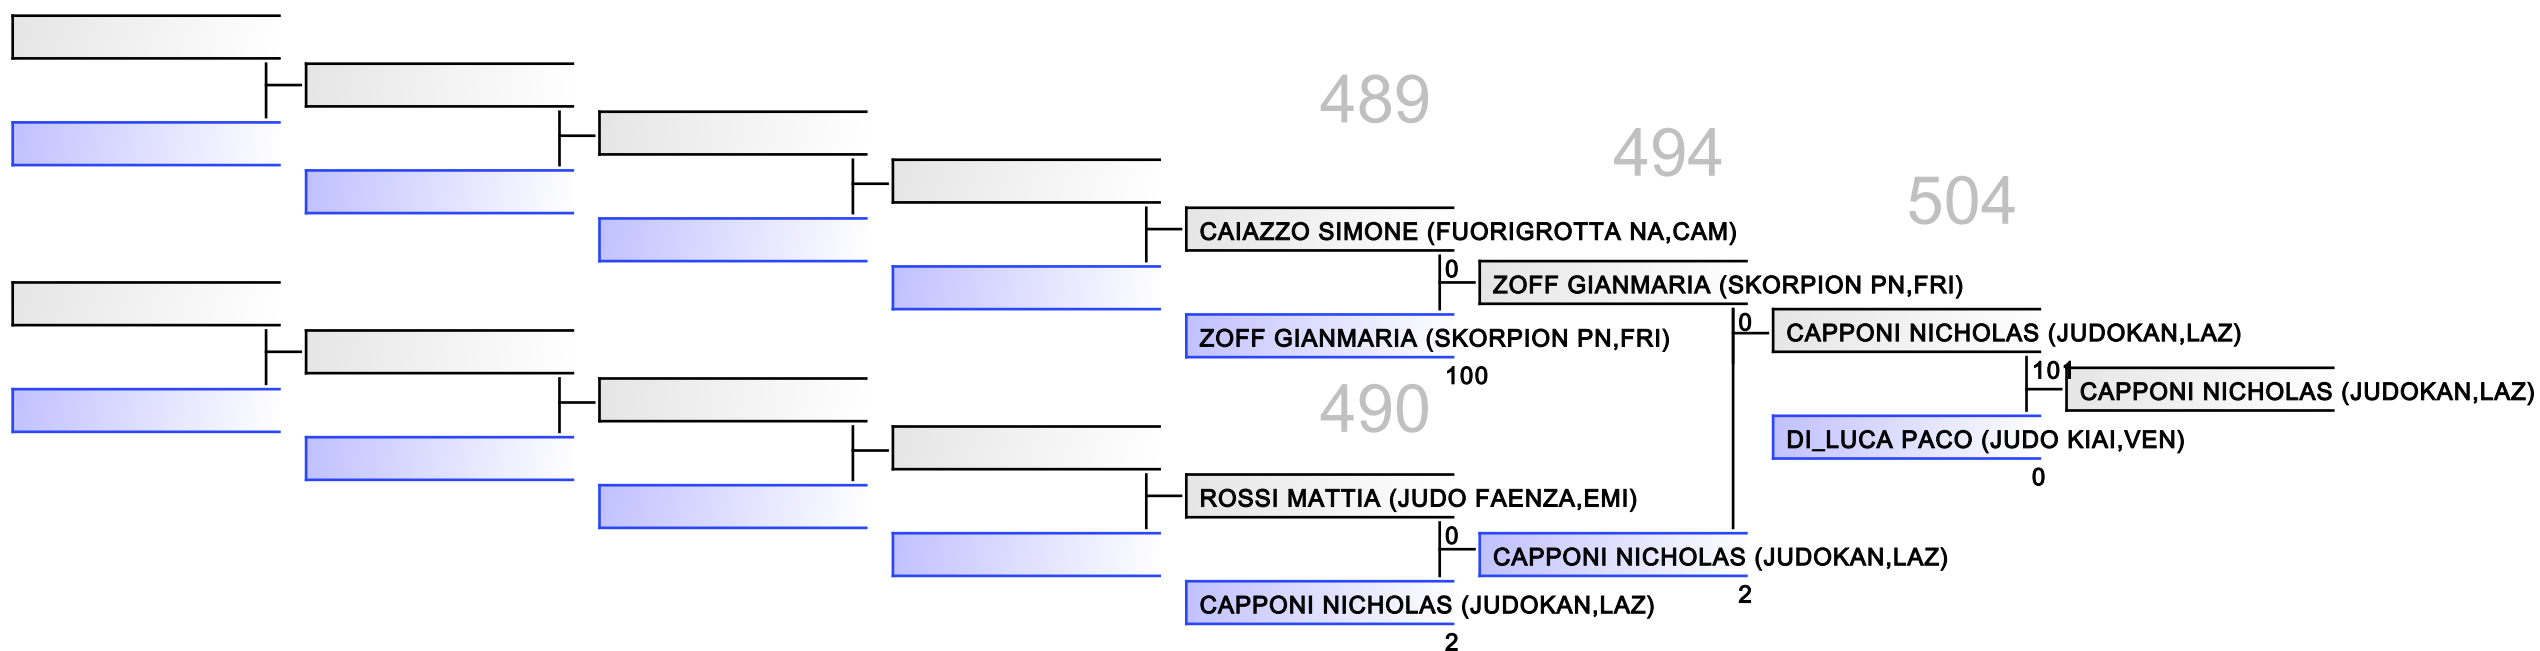 489
494
504
CAIAZZO SIMONE (FUORIGROTTA NA,CAM)
0
ZOFF GIANMARIA (SKORPION PN,FRI)
ZOFF GIANMARIA (SKORPION PN,FRI)
100
0
CAPPONI NICHOLAS (JUDOKAN,LAZ)
101
CAPPONI NICHOLAS (JUDOKAN,LAZ)
DI_LUCA PACO (JUDO KIAI,VEN)
0
490
ROSSI MATTIA (JUDO FAENZA,EMI)
0
CAPPONI NICHOLAS (JUDOKAN,LAZ)
2
CAPPONI NICHOLAS (JUDOKAN,LAZ)
2